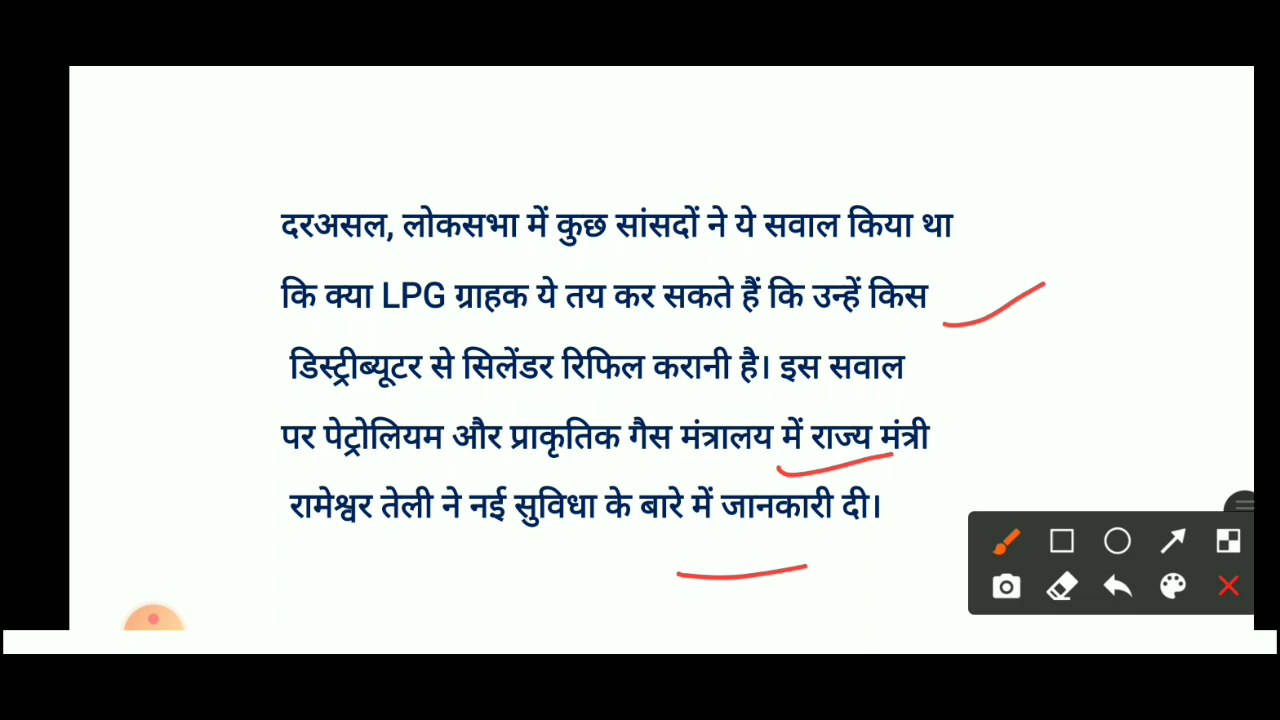 दरअसल, लोकसभा में कुछ सांसदों ने ये सवाल किया था
कि क्या LPG ग्राहक ये तय कर सकते हैं कि उन्हें किस
डिस्ट्रीब्यूटर से सिलेंडर रिफिल करानी है। इस सवाल
पर पेट्रोलियम और प्राकृतिक गैस मंत्रालय में राज्य मंत्री
रामेश्वर तेली ने नई सुविधा के बारे में जानकारी दी।